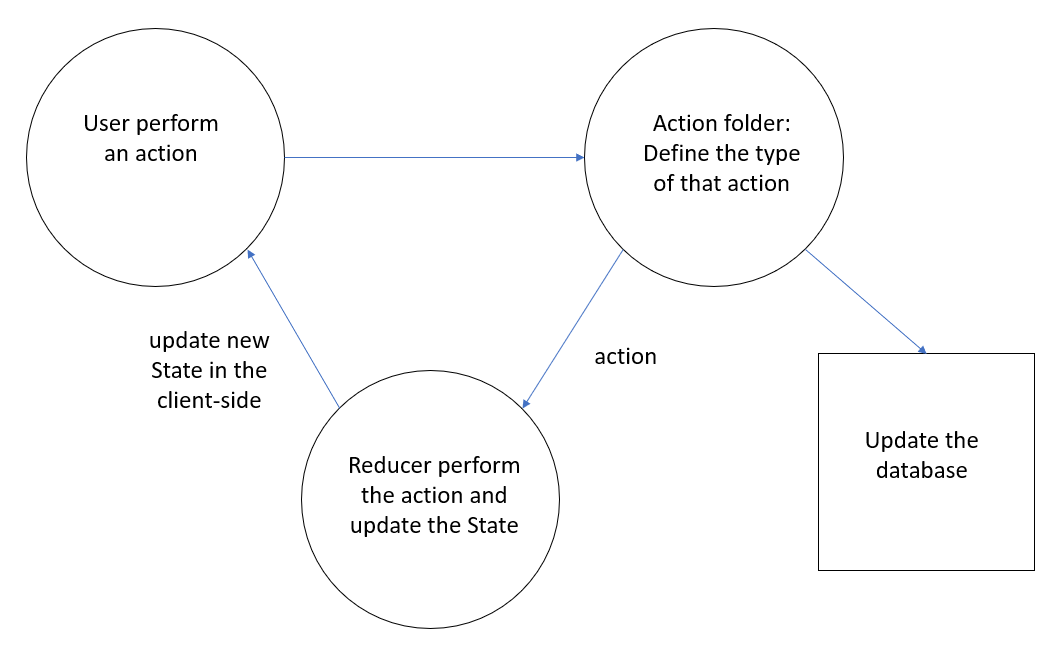 User perform
an action
Action folder:
Define the type
of that action
update new
State in the
client-side
action
Reducer perform
the action and
update the State
Update the
database